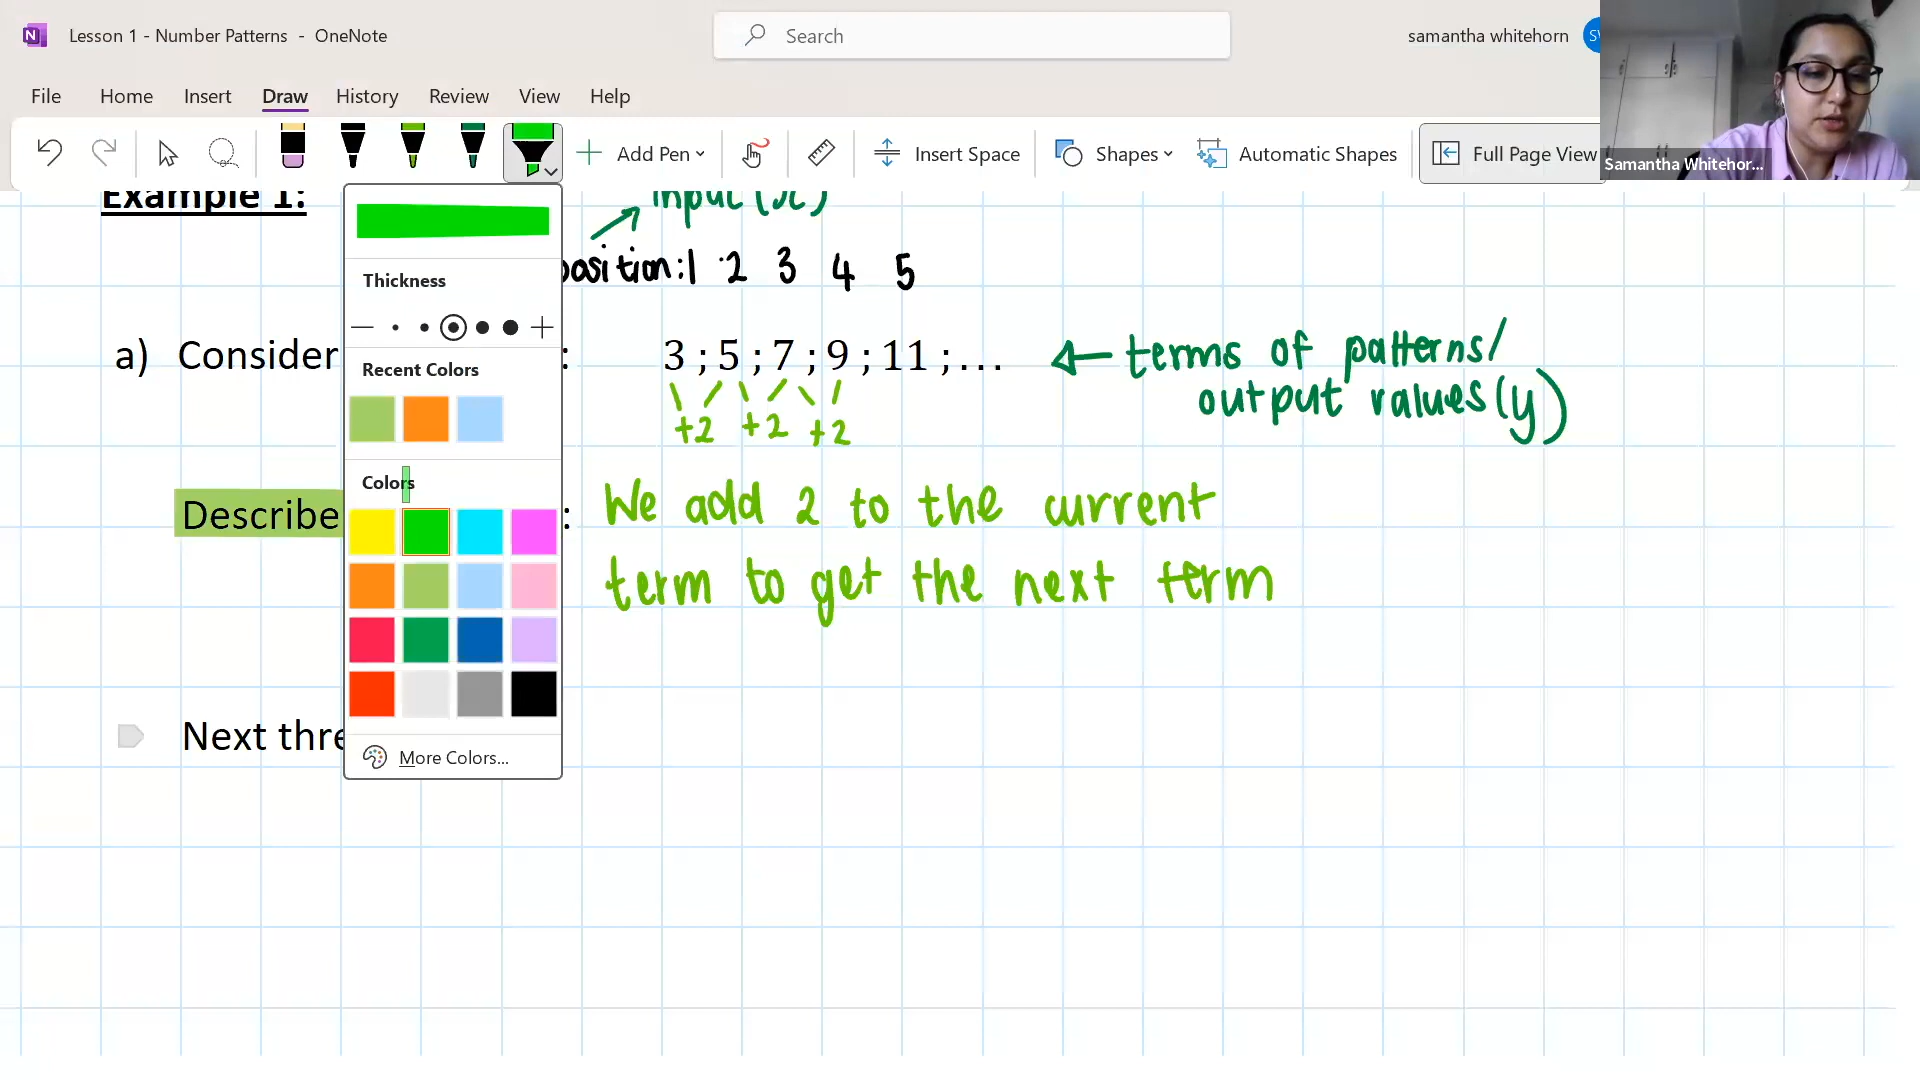 Lesson 1 - Number Patterns - OneNote
Search
samantha whitehorn
File Home Insert Draw History Review View Help
Add Pen
Insert Space
Shapes
Automatic Shapes
Full Page View
Samantha Whitehor...
Example 1:
input (x)
position: 1 2 3 4 5
Thickness
a) Consider : 3 ; 5 ; 7 ; 9 ; 11 ; ...
terms of patterns/
output values (y)
Recent Colors
+2 +2 +2
Colors
Describe : We add 2 to the current
term to get the next term
Next thre
More Colors...